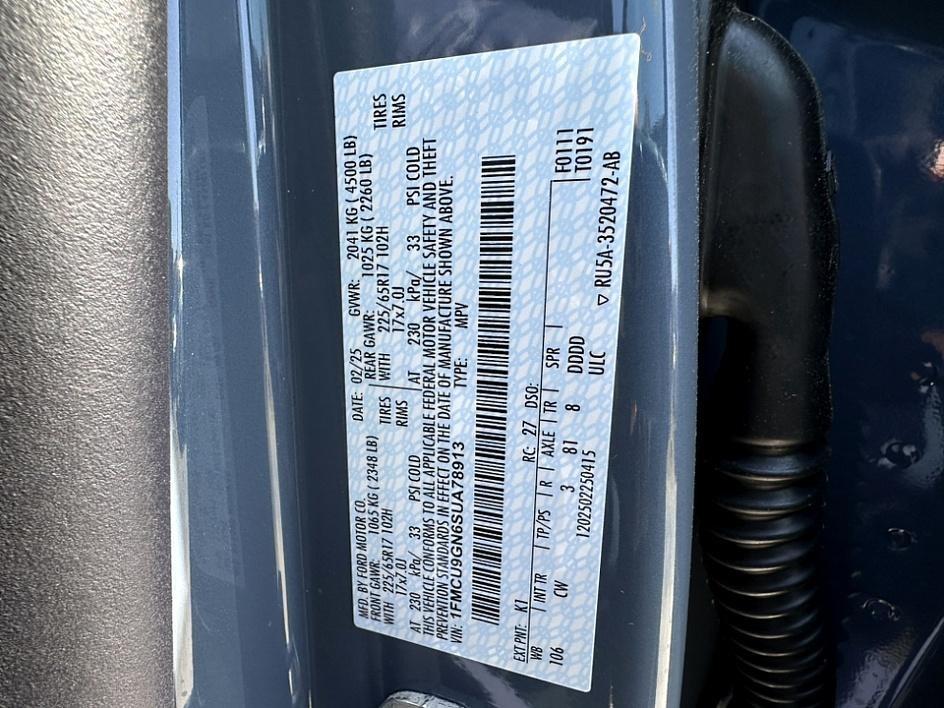 MFD. BY FORD MOTOR CO.
DATE: 02/25 GVWR: 2041 KG ( 4500 LB)
FRONT GAWR: 1065 KG ( 2348 LB) REAR GAWR: 1025 KG ( 2260 LB)
WITH 225/65R17 102H TIRES WITH 225/65R17 102H TIRES
17x7.0J RIMS 17x7.0J RIMS
AT 230 kPa/ 33 PSI COLD AT 230 kPa/ 33 PSI COLD
THIS VEHICLE CONFORMS TO ALL APPLICABLE FEDERAL MOTOR VEHICLE SAFETY AND THEFT
PREVENTION STANDARDS IN EFFECT ON THE DATE OF MANUFACTURE SHOWN ABOVE.
VIN: 1FMCU9GN6SUA78913 TYPE: MPV
EXT PNT: K1 RC: 27 DSO: F0111
WB | INT TR | TP/PS | R | AXLE | TR | SPR | T0191
106 CW 3 81 8 DDDD
120250225041​5 ULC
▽ RU5A-3520472-AB